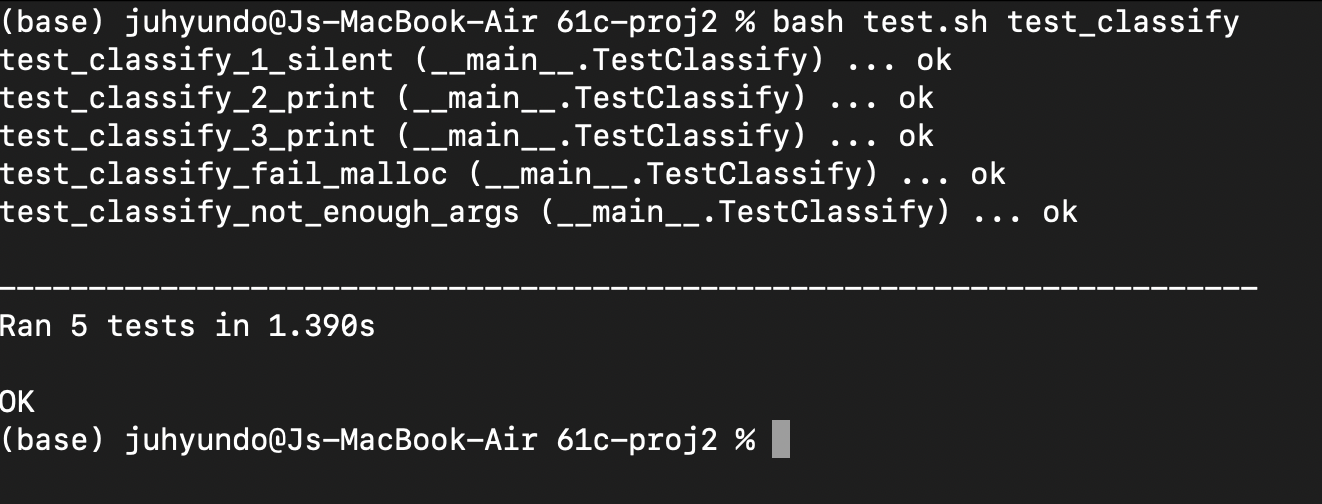 (base) juhyundo@Js-MacBook-Air 61c-proj2 % bash test.sh test_classify
test_classify_1_silent (__main__.TestClassify) ... ok
test_classify_2_print (__main__.TestClassify) ... ok
test_classify_3_print (__main__.TestClassify) ... ok
test_classify_fail_malloc (__main__.TestClassify) ... ok
test_classify_not_enough_args (__main__.TestClassify) ... ok
----------------------------------------------------------------------
Ran 5 tests in 1.390s
OK
(base) juhyundo@Js-MacBook-Air 61c-proj2 %